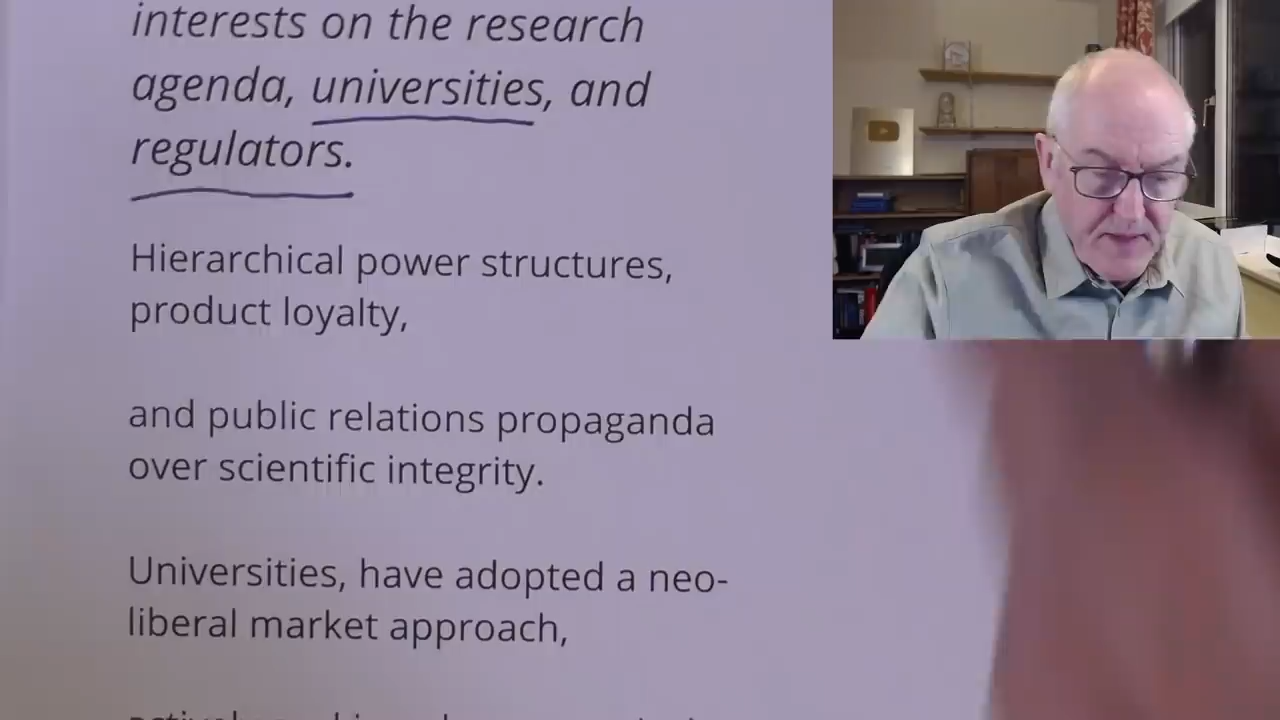 interests on the research
agenda, universities, and
regulators.
Hierarchical power structures,
product loyalty,
and public relations propaganda
over scientific integrity.
Universities, have adopted a neo-
liberal market approach,